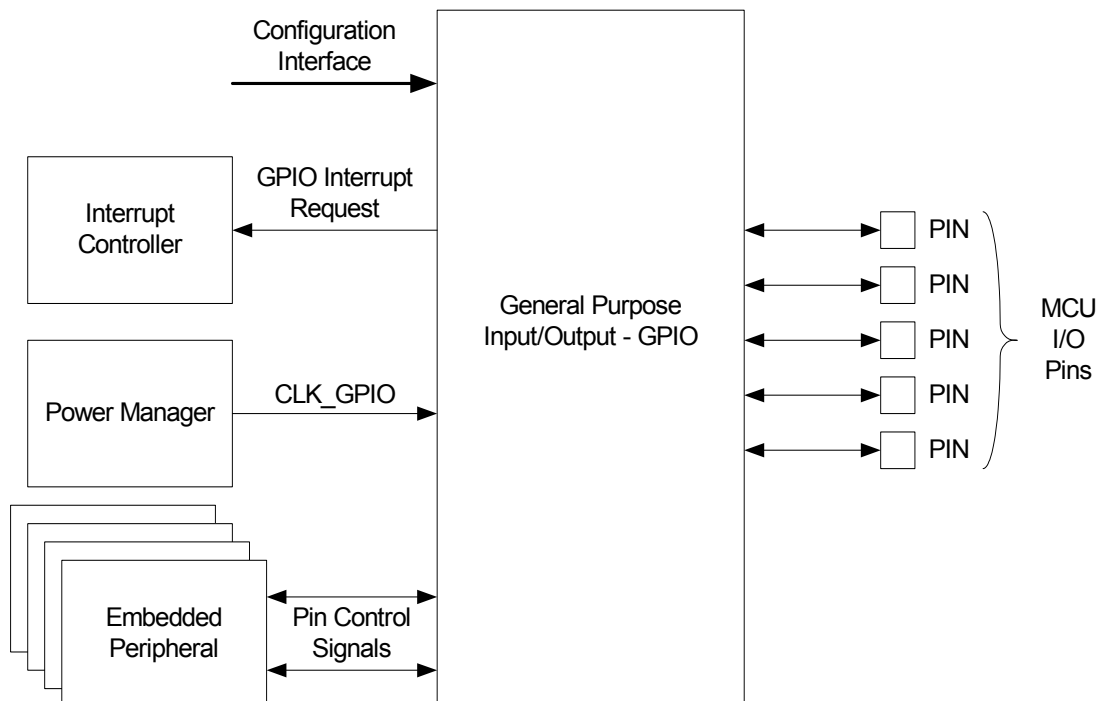 Configuration
Interface
GPIO Interrupt
Request
Interrupt
Controller
General Purpose
Input/Output - GPIO
Power Manager
CLK_GPIO
Embedded
Peripheral
Pin Control
Signals
PIN
PIN
PIN
PIN
PIN
MCU
I/O
Pins